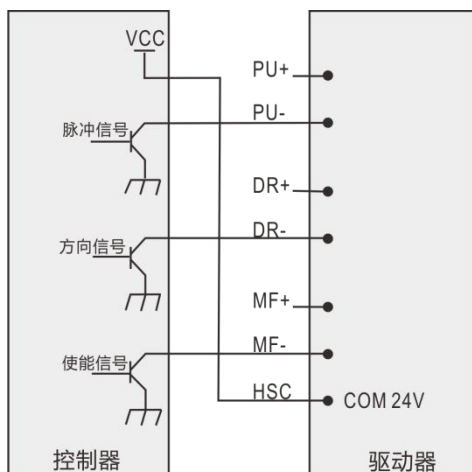 VCC
PU+
脉冲信号
PU-
DR+
方向信号
DR-
MF+
使能信号
MF-
HSC
COM 24V
控制器
驱动器